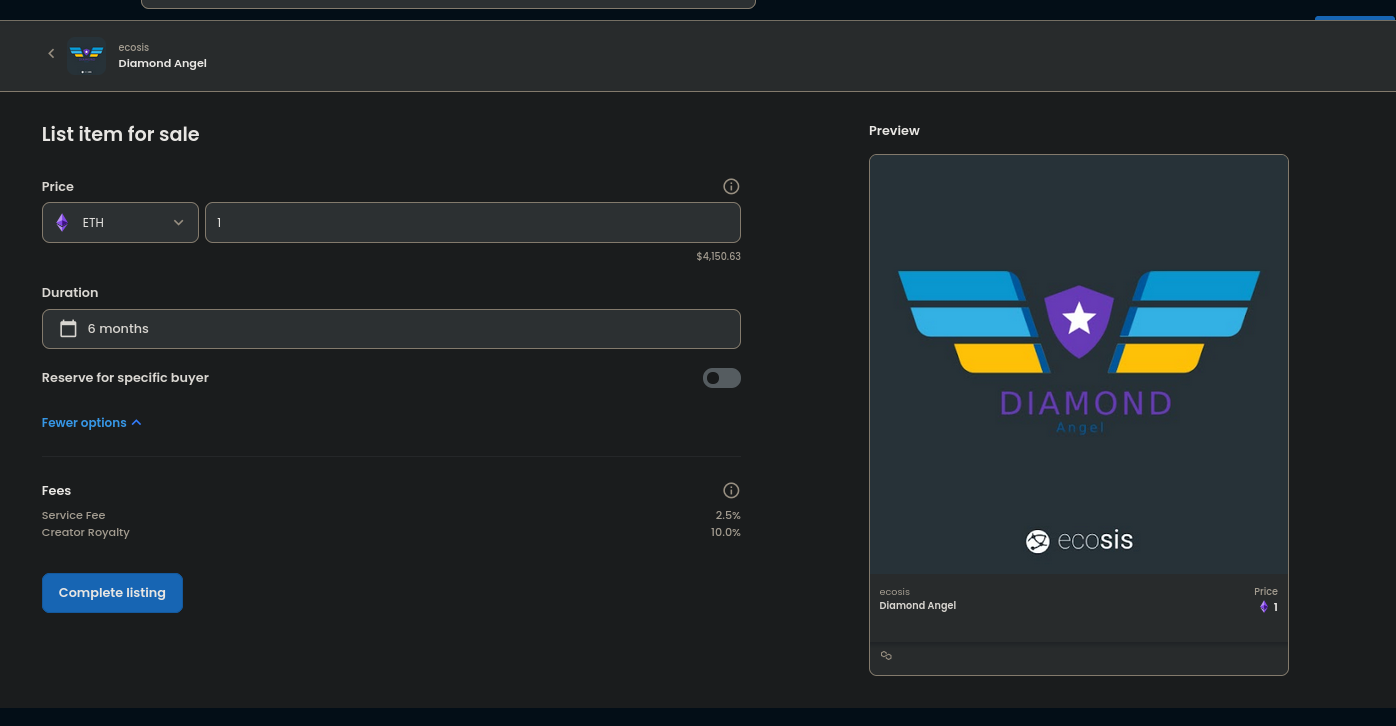 ecosis
Diamond Angel
List item for sale
Price
ETH
1
$4,150.63
Duration
6 months
Reserve for specific buyer
Fewer options
Fees
Service Fee
2.5%
Creator Royalty
10.0%
Complete listing
Preview
DIAMOND
Angel
ecosis
ecosis
Price
Diamond Angel
1